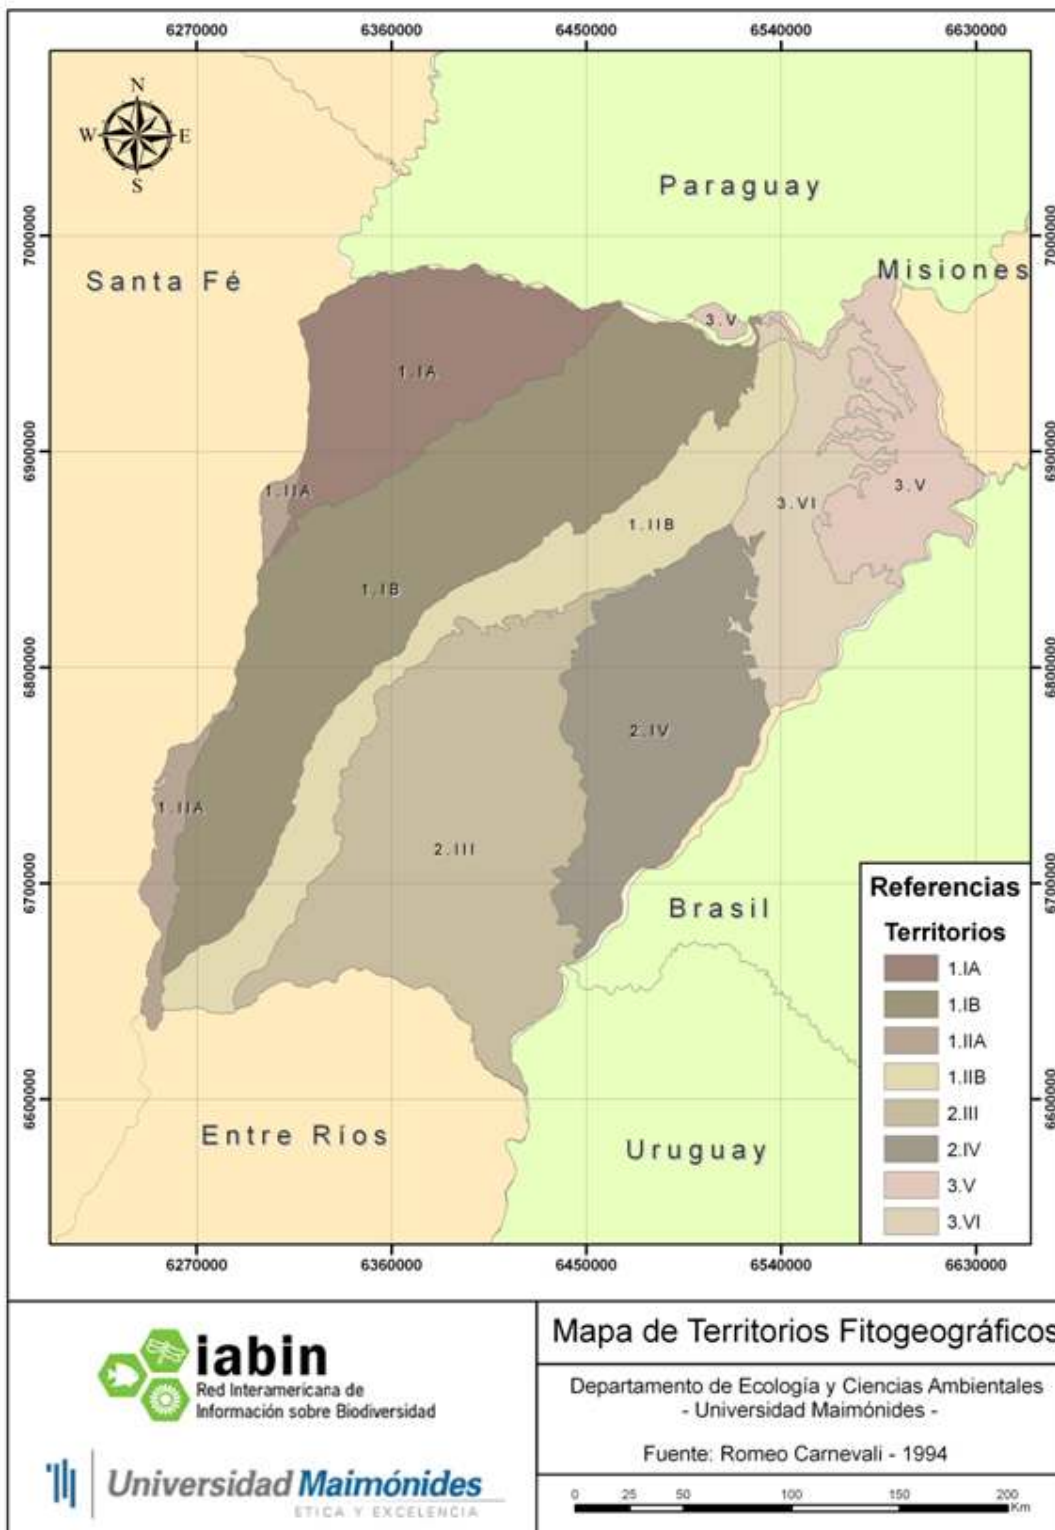 6270000 6360000 6450000 6540000 6630000
N
W E
S
Paraguay
7000000 7000000
Santa Fé
Misiones
3.V
1.IA
6900000 6900000
1.IIA
3.V
3.VI
1.IIB
1.IB
6800000 6800000
2.IV
1.IIA
2.III
6700000 6700000
Brasil
Referencias
Territorios
1.IA
1.IB
1.IIA
1.IIB
2.III
2.IV
3.V
3.VI
6600000 6600000
Entre Ríos
Uruguay
6270000 6360000 6450000 6540000 6630000
iabin
Red Interamericana de
Información sobre Biodiversidad
Universidad Maimónides
ETICA Y EXCELENCIA
Mapa de Territorios Fitogeográficos
Departamento de Ecología y Ciencias Ambientales
- Universidad Maimónides -
Fuente: Romeo Carnevali - 1994
0 25 50 100 150 200
Km